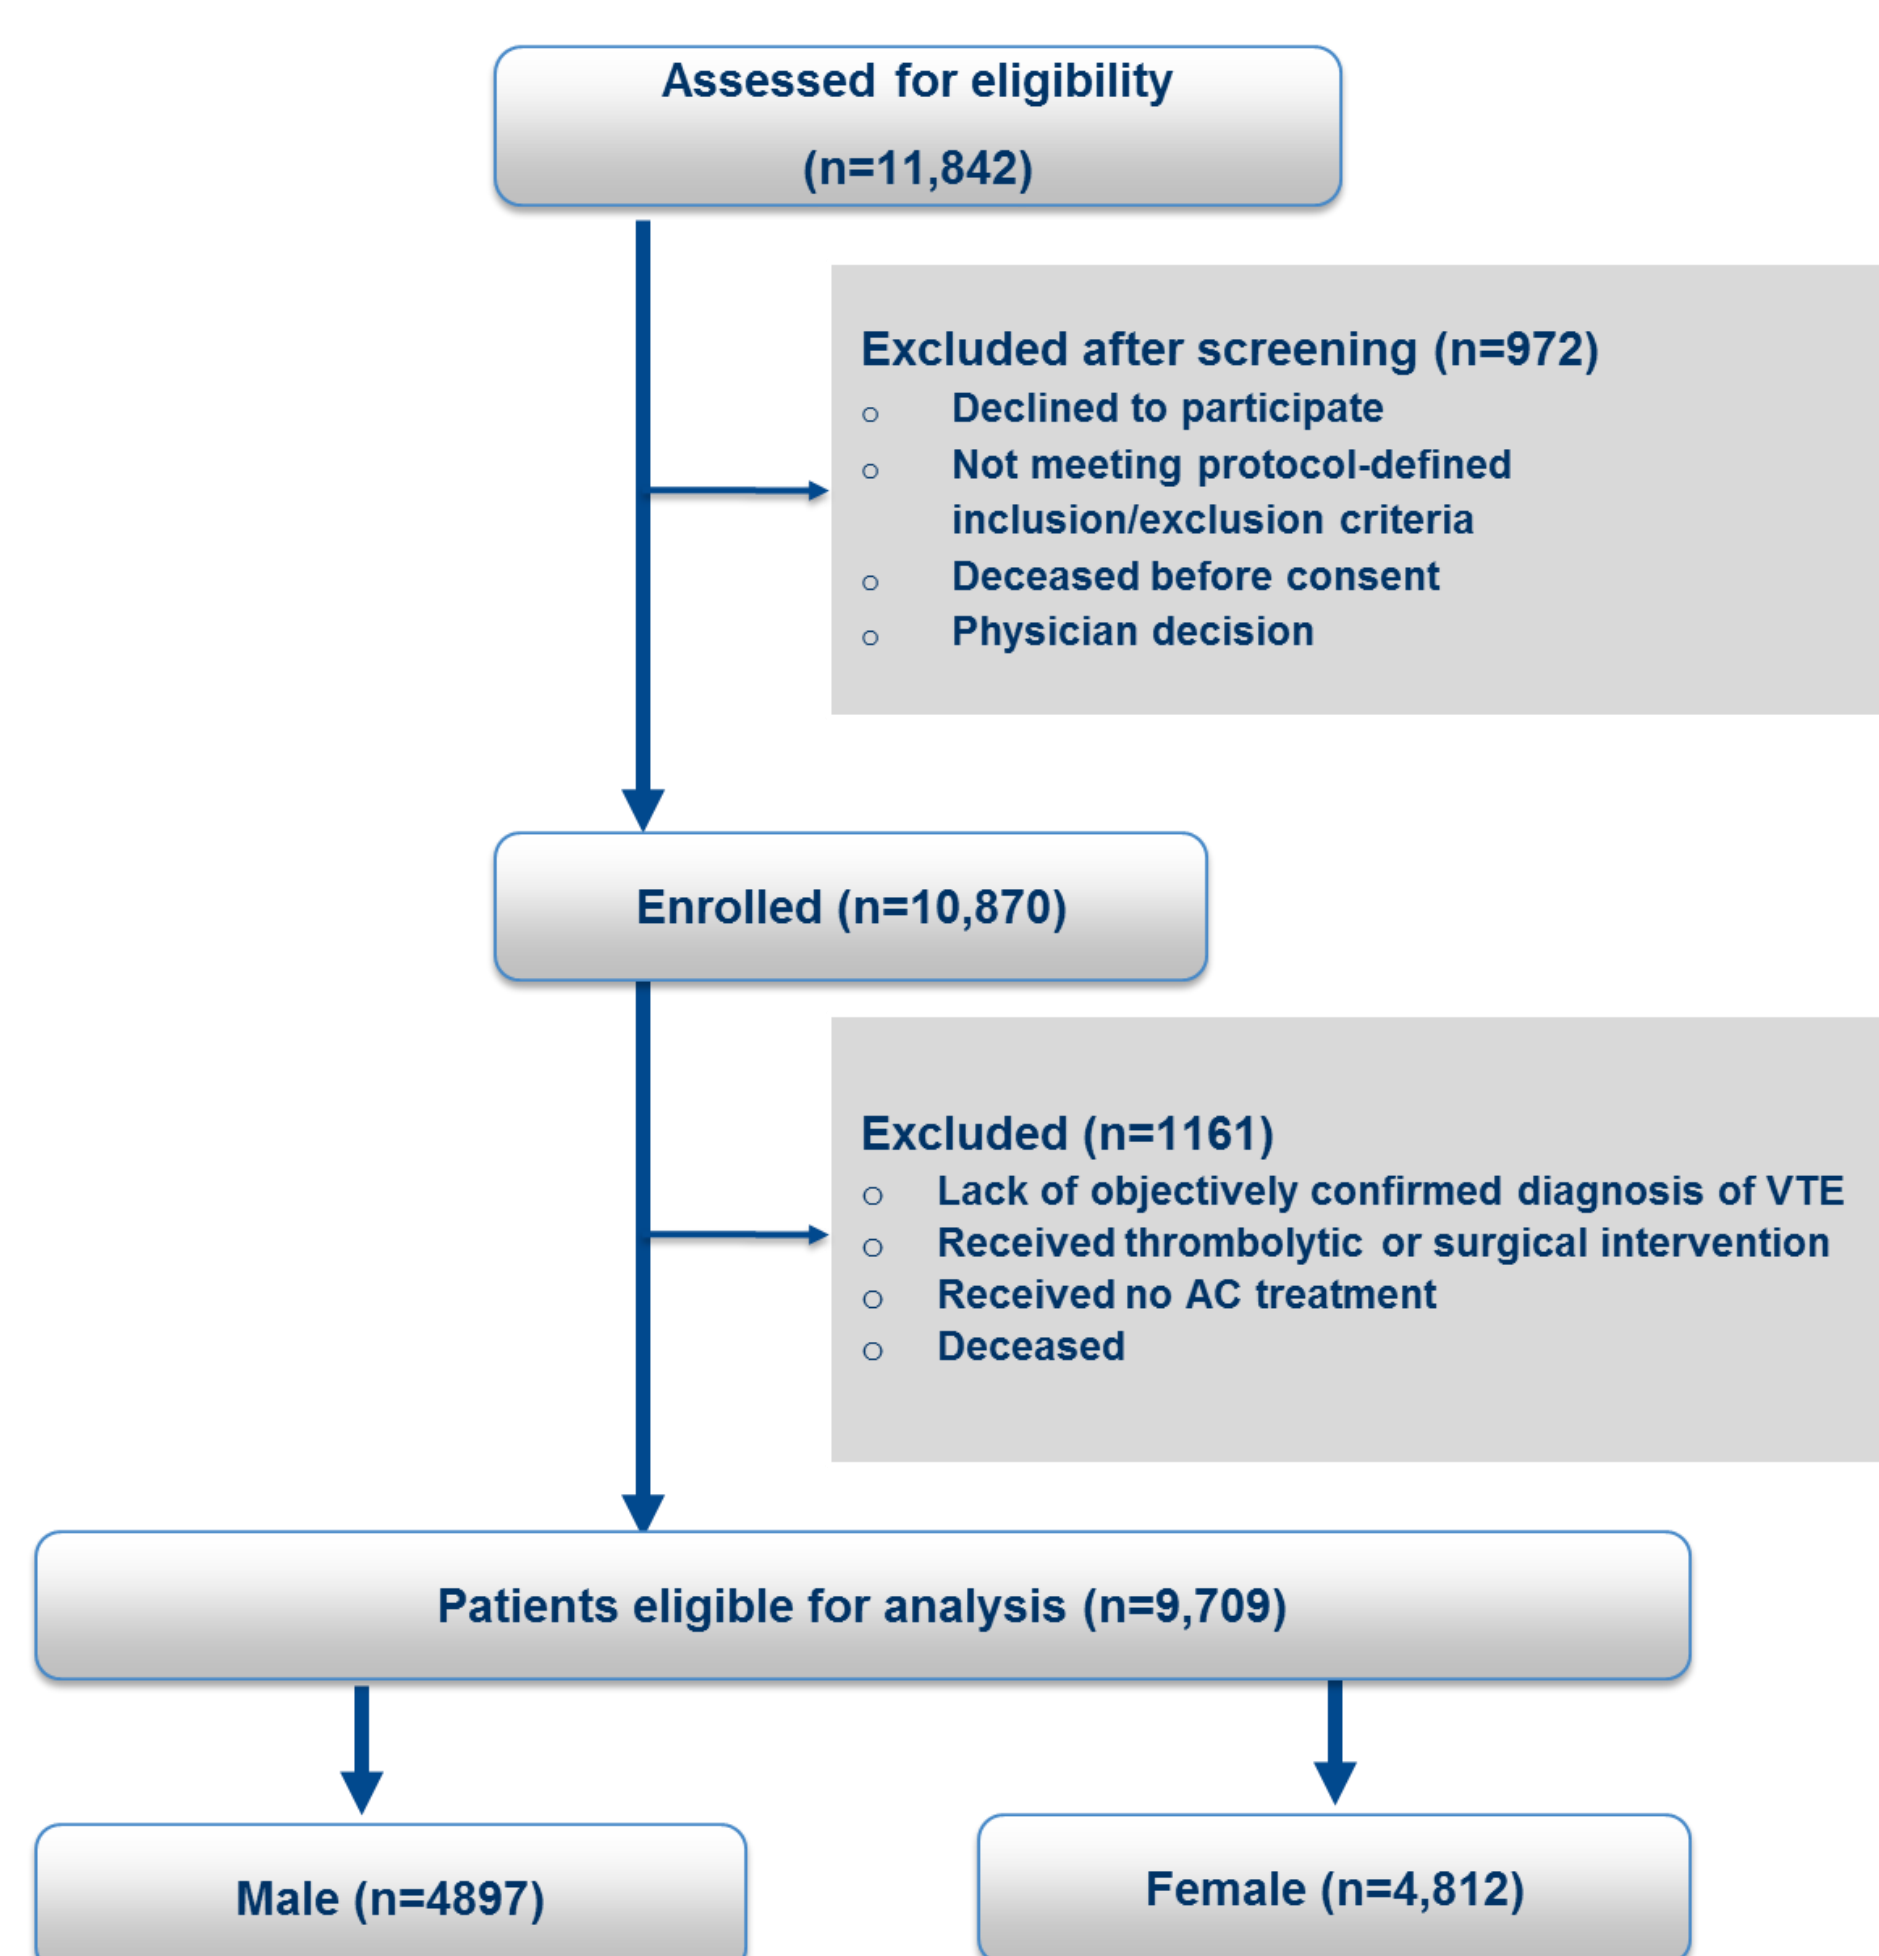 Assessed for eligibility
(n=11,842)
Excluded after screening (n=972)
○ Declined to participate
○ Not meeting protocol-defined
inclusion/exclusion criteria
○ Deceased before consent
○ Physician decision
Enrolled (n=10,870)
Excluded (n=1161)
○ Lack of objectively confirmed diagnosis of VTE
○ Received thrombolytic or surgical intervention
○ Received no AC treatment
○ Deceased
Patients eligible for analysis (n=9,709)
Male (n=4897)
Female (n=4,812)